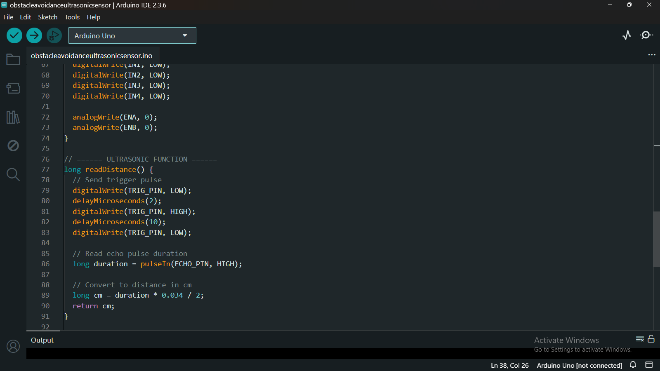 obstacleavoidanceultrasonicsensor | Arduino IDE 2.3.6
File Edit Sketch Tools Help
Arduino Uno
obstacleavoidanceultrasonicsensor.ino
67 digitalWrite(IN1, LOW);
68 digitalWrite(IN2, LOW);
69 digitalWrite(IN3, LOW);
70 digitalWrite(IN4, LOW);
71
72 analogWrite(ENA, 0);
73 analogWrite(ENB, 0);
74 }
75
76 // ------ ULTRASONIC FUNCTION ------
77 long readDistance() {
78 // Send trigger pulse
79 digitalWrite(TRIG_PIN, LOW);
80 delayMicroseconds(2);
81 digitalWrite(TRIG_PIN, HIGH);
82 delayMicroseconds(10);
83 digitalWrite(TRIG_PIN, LOW);
84
85 // Read echo pulse duration
86 long duration = pulseIn(ECHO_PIN, HIGH);
87
88 // Convert to distance in cm
89 long cm = duration * 0.034 / 2;
90 return cm;
91 }
92
Output
Activate Windows
Go to Settings to activate Windows.
Ln 38, Col 26 Arduino Uno [not connected]